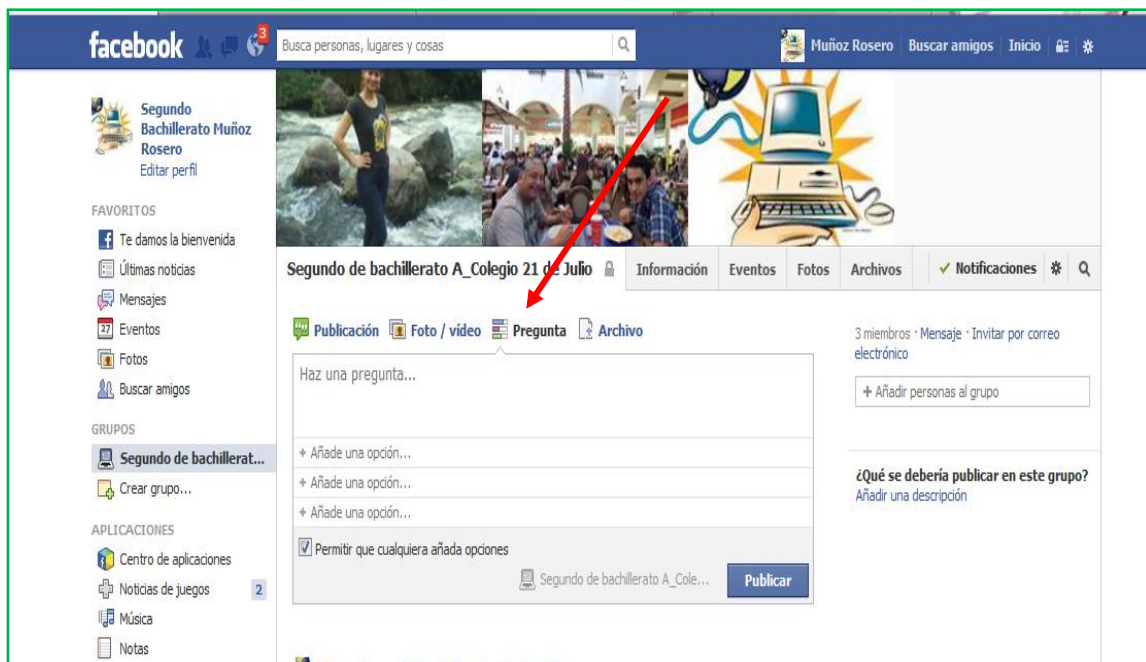 facebook
3
Busca personas, lugares y cosas
Muñoz Rosero
Buscar amigos
Inicio
Segundo
Bachillerato Muñoz
Rosero
Editar perfil
FAVORITOS
Te damos la bienvenida
Últimas noticias
Mensajes
27 Eventos
Fotos
Buscar amigos
GRUPOS
Segundo de bachillerat...
Crear grupo...
APLICACIONES
Centro de aplicaciones
Noticias de juegos 2
Música
Notas
Segundo de bachillerato A_Colegio 21 de Julio
Información
Eventos
Fotos
Archivos
✓ Notificaciones
Publicación
Foto / vídeo
Pregunta
Archivo
Haz una pregunta...
+ Añade una opción...
+ Añade una opción...
+ Añade una opción...
Permitir que cualquiera añada opciones
Segundo de bachillerato A_Cole...
Publicar
3 miembros · Mensaje · Invitar por correo
electrónico
+ Añadir personas al grupo
¿Qué se debería publicar en este grupo?
Añadir una descripción